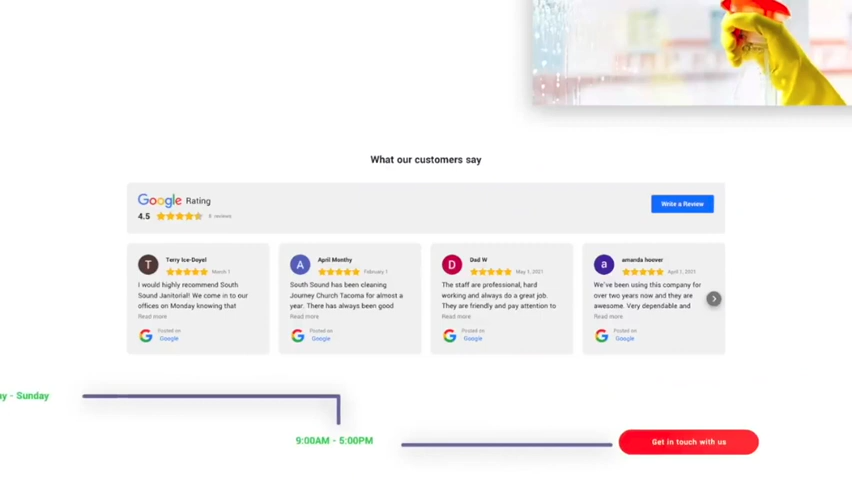 What our customers say
Google Rating
4.5 8 reviews
Write a Review
T Terry Ice-Doyel
March 1
I would highly recommend South
Sound Janitorial! We come in to our
offices on Monday knowing that
Read more
Posted on
Google
A April Monthy
February 1
South Sound has been cleaning
Journey Church Tacoma for almost a
year. There has always been good
Read more
Posted on
Google
D Dad W
May 1, 2021
The staff are professional, hard
working and always do a great job.
They are friendly and pay attention to
Read more
Posted on
Google
a amanda hoover
April 1, 2021
We've been using this company for
over two years now and they are
awesome. Very dependable and
Read more
Posted on
Google
ay - Sunday
9:00AM - 5:00PM
Get in touch with us